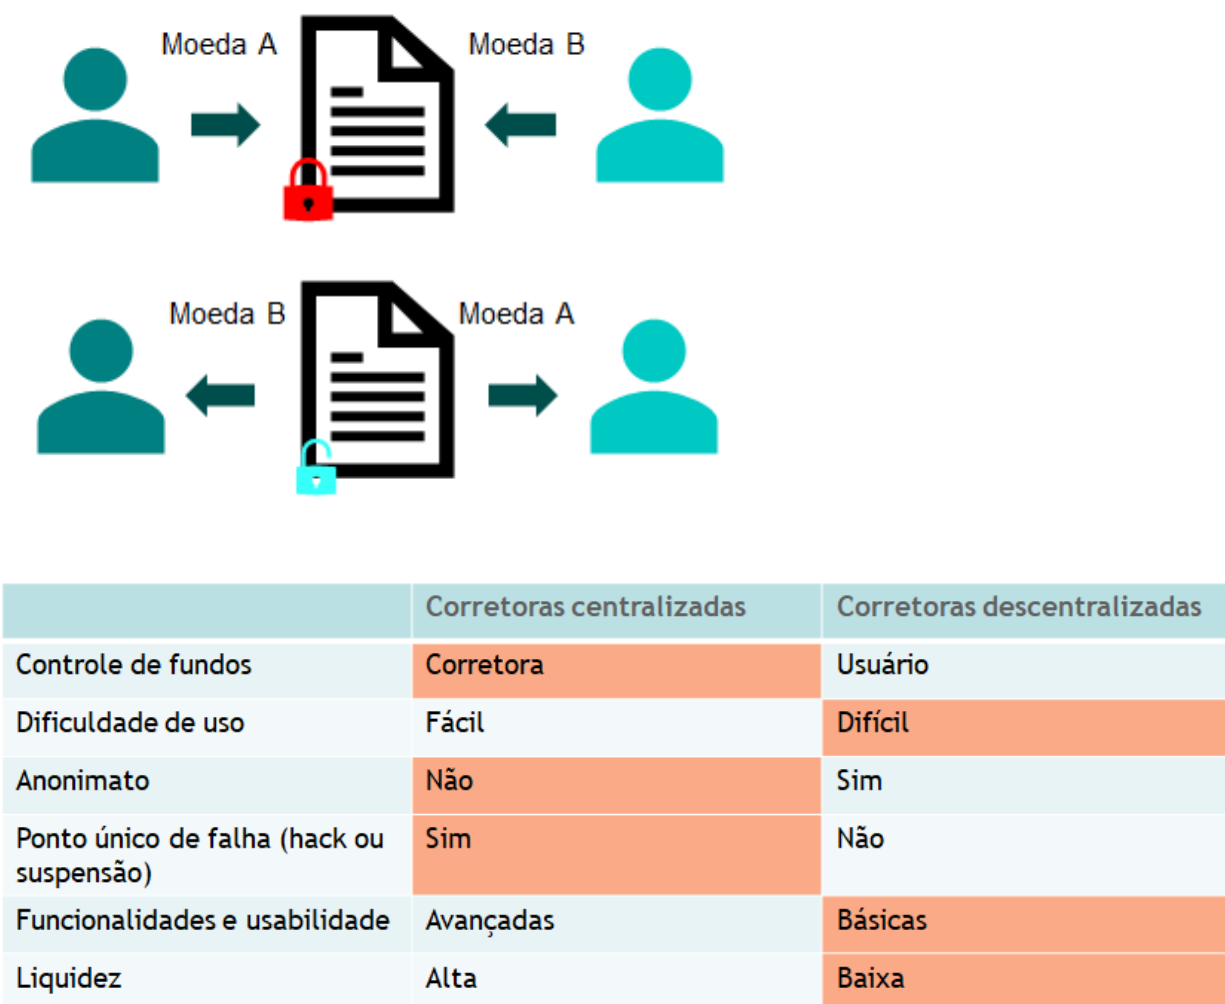 Moeda A
Moeda B
Moeda B
Moeda A
Corretoras centralizadas
Corretoras descentralizadas
Controle de fundos
Corretora
Usuário
Dificuldade de uso
Fácil
Difícil
Anonimato
Não
Sim
Ponto único de falha (hack ou
suspensão)
Sim
Não
Funcionalidades e usabilidade
Avançadas
Básicas
Liquidez
Alta
Baixa